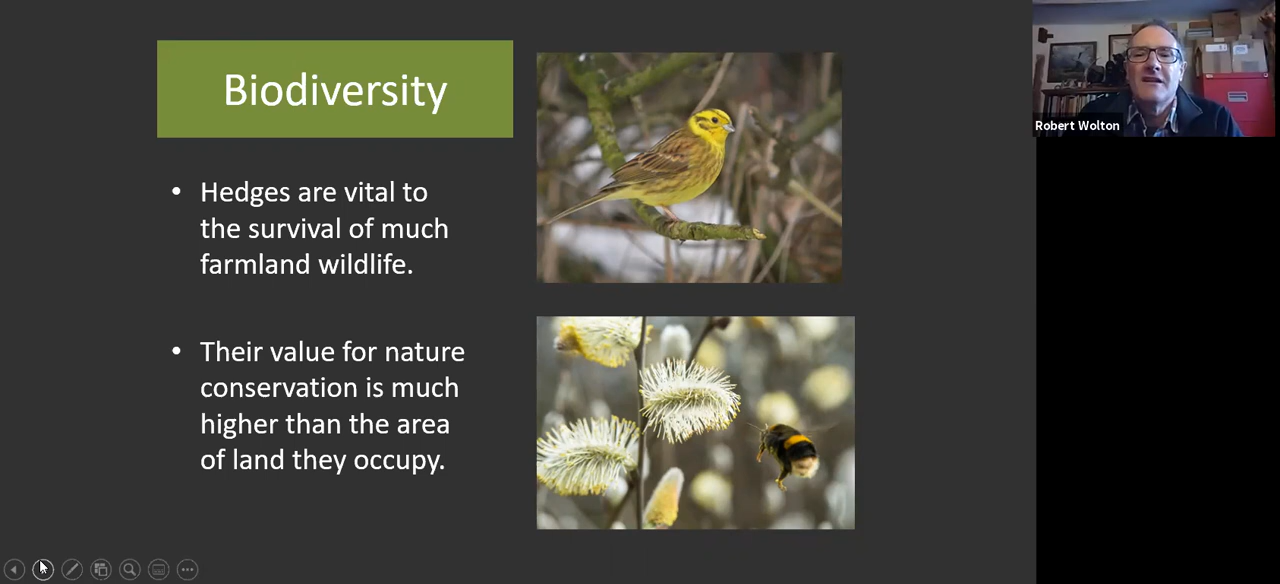 Biodiversity
• Hedges are vital to
the survival of much
farmland wildlife.
• Their value for nature
conservation is much
higher than the area
of land they occupy.
Robert Wolton